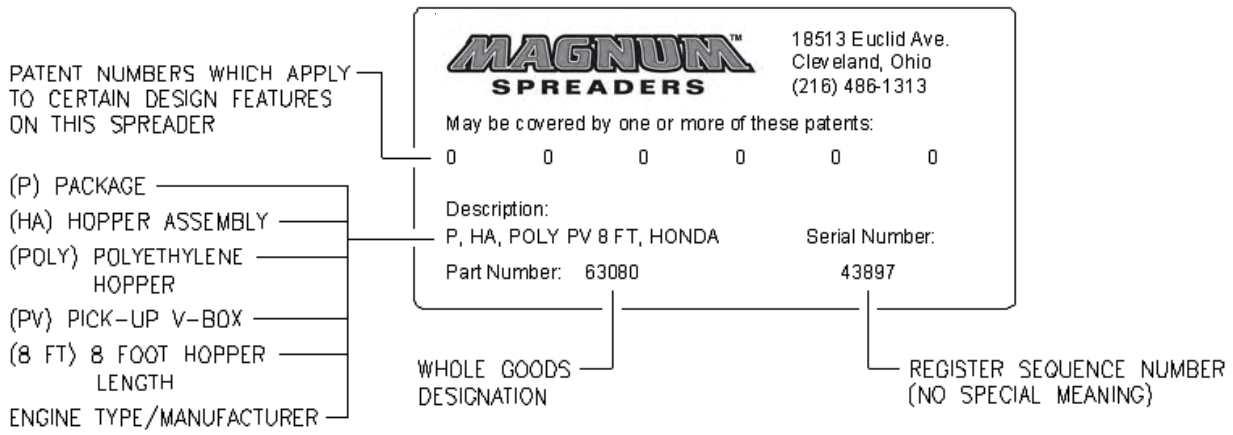 MAGNUM™
SPREADERS
18513 Euclid Ave.
Cleveland, Ohio
(216) 486-1313
PATENT NUMBERS WHICH APPLY
TO CERTAIN DESIGN FEATURES
ON THIS SPREADER
May be covered by one or more of these patents:
0 0 0 0 0 0
(P) PACKAGE
(HA) HOPPER ASSEMBLY
(POLY) POLYETHYLENE
HOPPER
(PV) PICK-UP V-BOX
(8 FT) 8 FOOT HOPPER
LENGTH
ENGINE TYPE/MANUFACTURER
Description:
P, HA, POLY PV 8 FT, HONDA
Serial Number:
Part Number: 63080
43897
WHOLE GOODS
DESIGNATION
REGISTER SEQUENCE NUMBER
(NO SPECIAL MEANING)